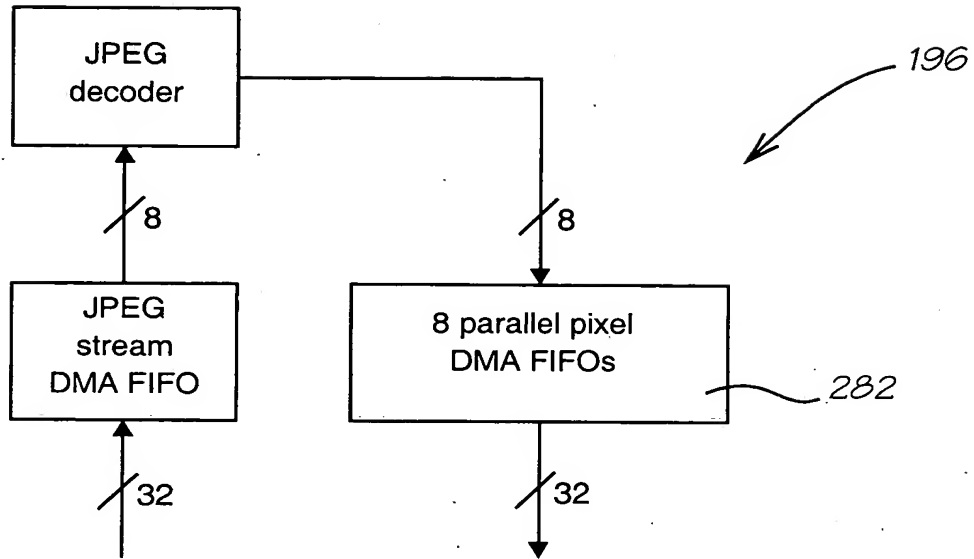 JPEG
decoder
196
8
8
JPEG
stream
DMA FIFO
8 parallel pixel
DMA FIFOs
282
32
32